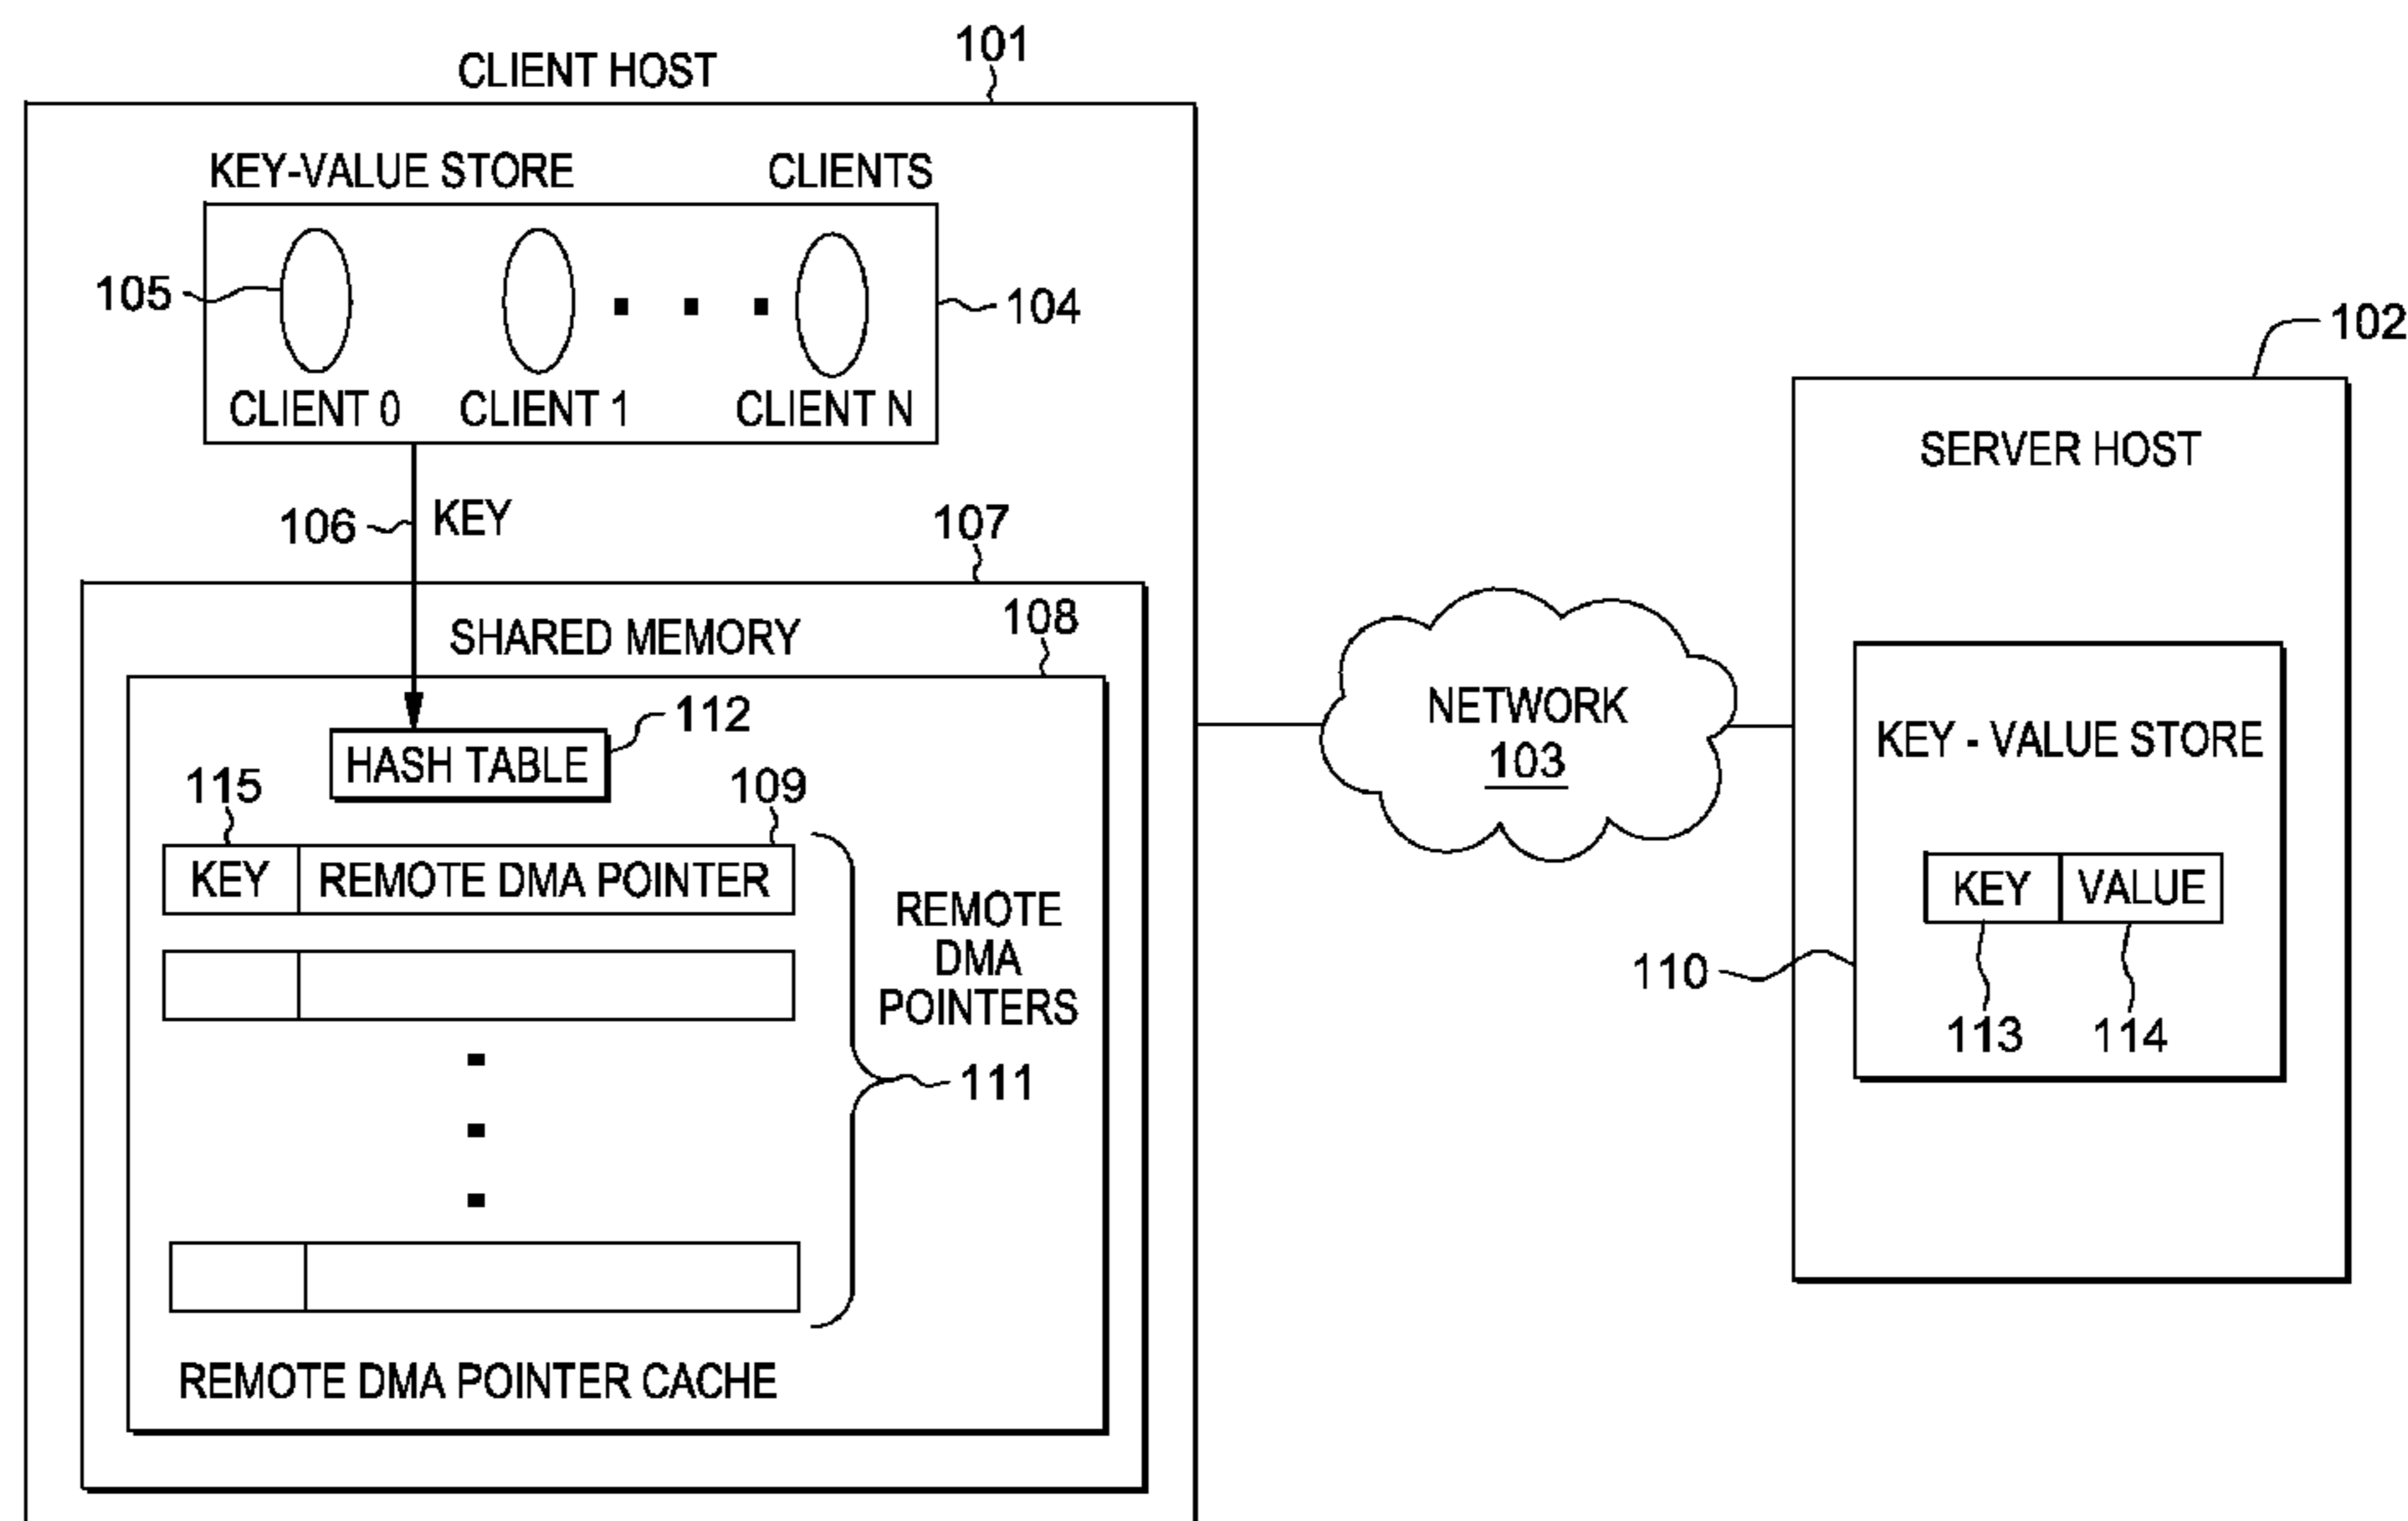 CLIENT HOST
101
KEY-VALUE STORE CLIENTS
105
104
CLIENT 0 CLIENT 1 CLIENT N
106
KEY
107
SHARED MEMORY
108
HASH TABLE
112
115
109
KEY REMOTE DMA POINTER
REMOTE
DMA
POINTERS
111
REMOTE DMA POINTER CACHE
NETWORK
103
102
SERVER HOST
KEY - VALUE STORE
KEY VALUE
110
113
114